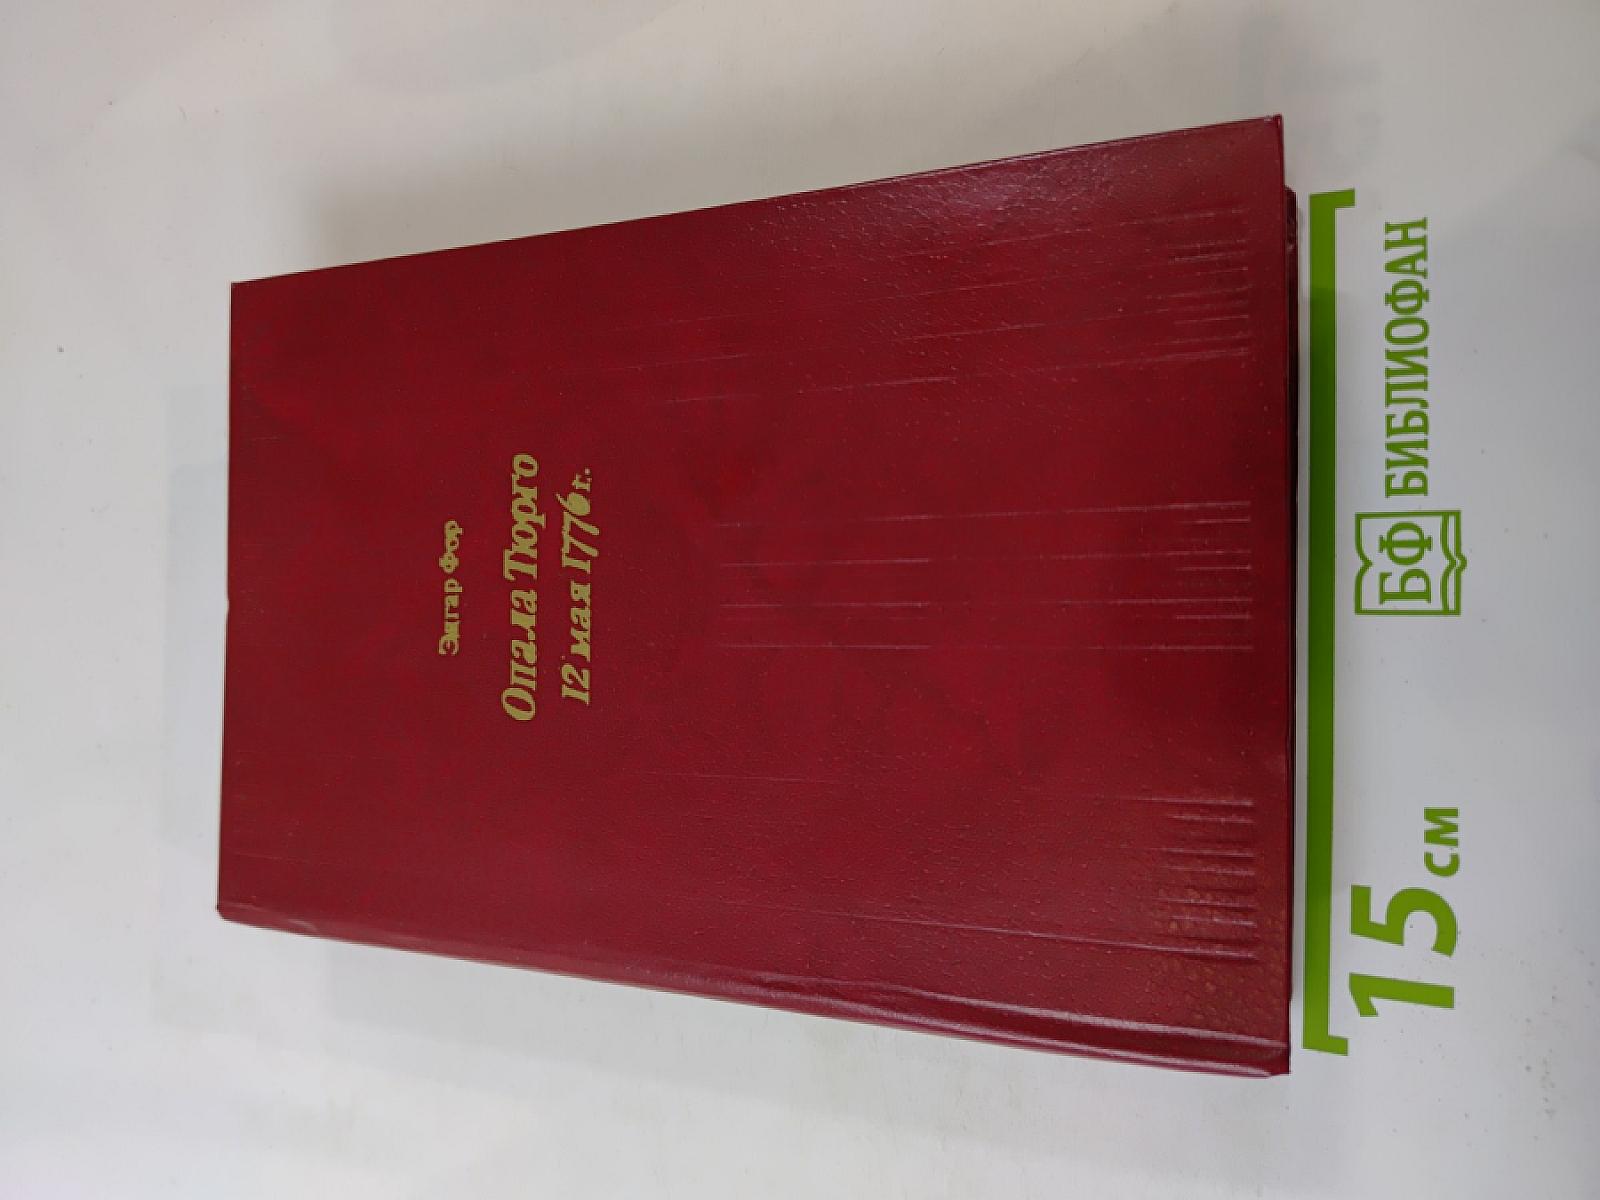 Эдгар Фор
Опала Тюрго
12 мая 1776 г.
15 см
БФ БИБЛИОФАН